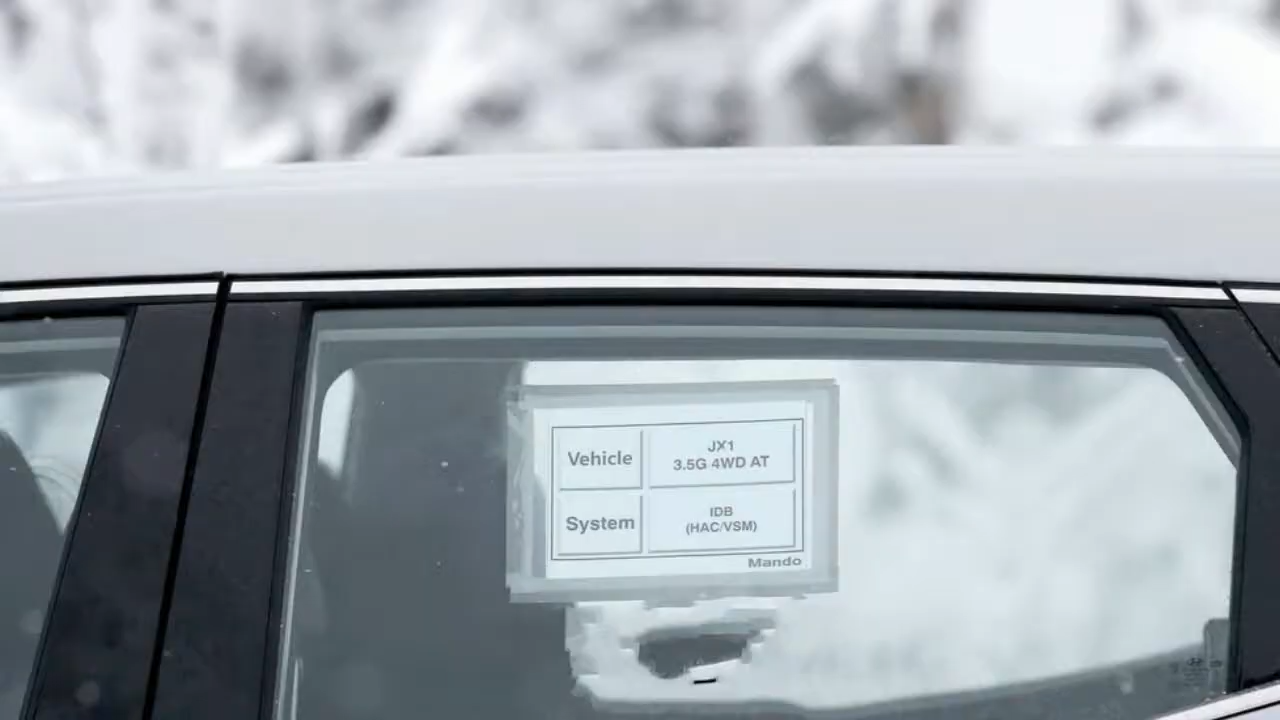 Vehicle
JX1
3.5G 4WD AT
System
IDB
(HAC/VSM)
Mando